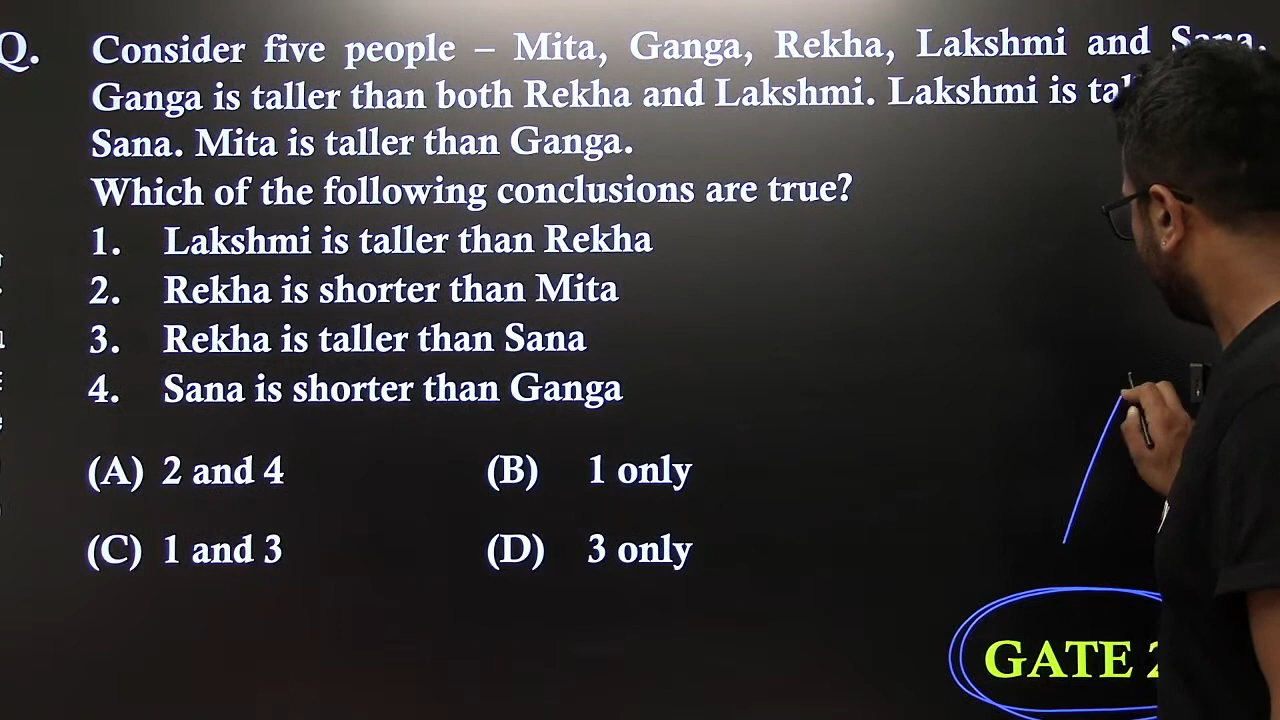 Q. Consider five people – Mita, Ganga, Rekha, Lakshmi and Sana.
Ganga is taller than both Rekha and Lakshmi. Lakshmi is
Sana. Mita is taller than Ganga.
Which of the following conclusions are true?
1. Lakshmi is taller than Rekha
2. Rekha is shorter than Mita
3. Rekha is taller than Sana
4. Sana is shorter than Ganga
(A) 2 and 4 (B) 1 only
(C) 1 and 3 (D) 3 only
GATE